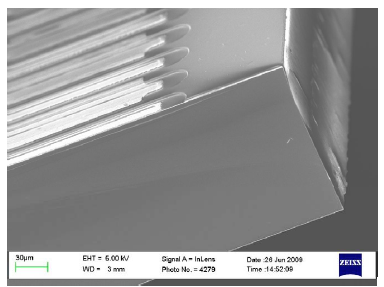 30µm
EHT = 5.00 kV
Signal A = InLens
Date :26 Jun 2009
ZEISS
WD = 3 mm
Photo No. = 4279
Time :14:52:09